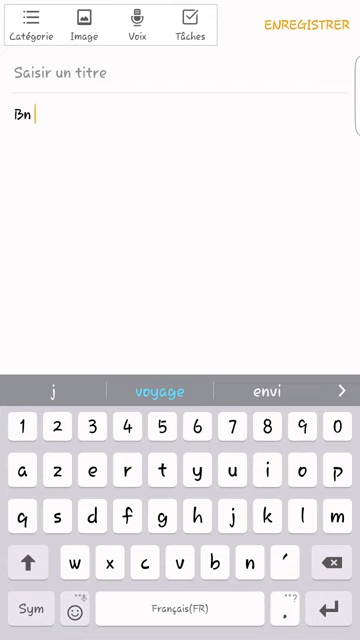 Catégorie Image Voix Tâches ENREGISTRER
Saisir un titre
Bn
j voyage envi
1 2 3 4 5 6 7 8 9 0
a z e r t y u i o p
q s d f g h j k l m
w x c v b n ´
Sym Français(FR) . ?